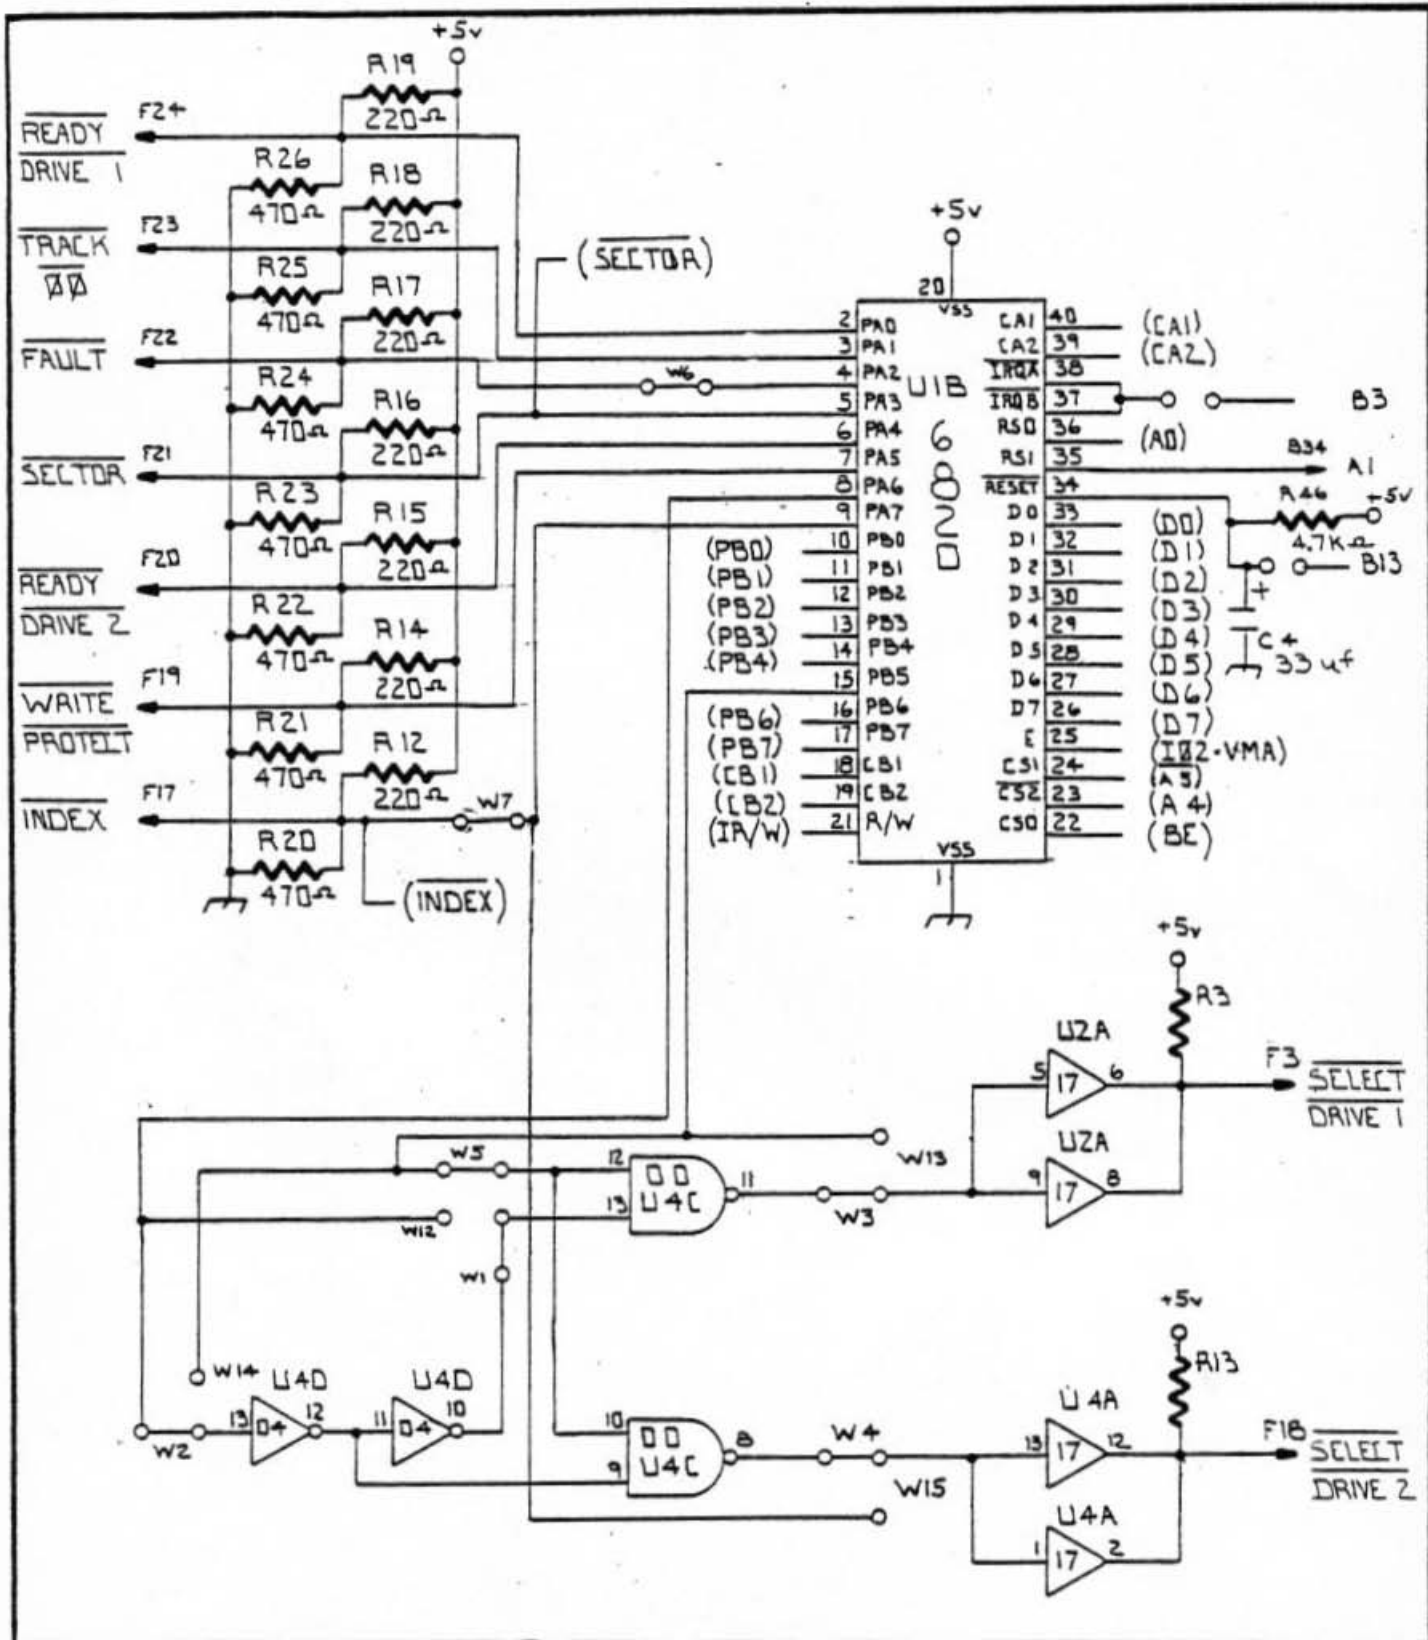 +5v
R19
220Ω
F24
READY
DRIVE 1
R26
470Ω
R18
220Ω
F23
TRACK
ØØ
R25
470Ω
R17
220Ω
F22
FAULT
R24
470Ω
R16
220Ω
F21
SECTOR
R23
470Ω
R15
220Ω
F20
READY
DRIVE 2
R22
470Ω
R14
220Ω
F19
WRITE
PROTECT
R21
470Ω
R12
220Ω
F17
INDEX
W7
R20
470Ω
(INDEX)
(SECTOR)
W6
+5v
20
VSS
U1B
6820
2 PA0
3 PA1
4 PA2
5 PA3
6 PA4
7 PA5
8 PA6
9 PA7
(PB0) 10 PB0
(PB1) 11 PB1
(PB2) 12 PB2
(PB3) 13 PB3
(PB4) 14 PB4
15 PB5
(PB6) 16 PB6
(PB7) 17 PB7
(CB1) 18 CB1
(CB2) 19 CB2
(IR/W) 21 R/W
CA1 40 (CA1)
CA2 39 (CA2)
IRQA 38
IRQB 37
B3
RS0 36 (A0)
RS1 35
B34
A1
RESET 34
R46
+5v
4.7KΩ
B13
+
C4
33 uf
D0 33 (D0)
D1 32 (D1)
D2 31 (D2)
D3 30 (D3)
D4 29 (D4)
D5 28 (D5)
D6 27 (D6)
D7 26 (D7)
E 25 (IØ2·VMA)
CS1 24 (A5)
CS2 23 (A4)
CS0 22 (BE)
VSS
1
+5v
R3
U2A
5 17 6
F3
SELECT
DRIVE 1
U2A
9 17 8
W13
W5
12
00
U4C
11
13
W3
W12
W1
W14
U4D
U4D
W2
13 04 12
11 04 10
10
00
U4C
8
9
W4
W15
+5v
R13
U4A
13 17 12
F18
SELECT
DRIVE 2
U4A
1 17 2